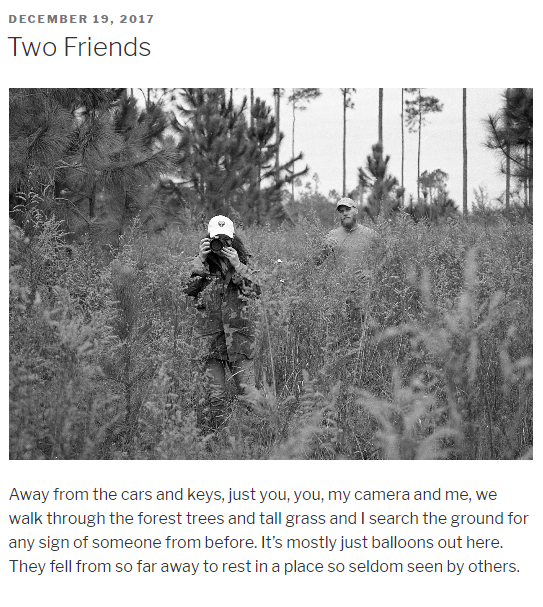 DECEMBER 19, 2017
Two Friends
Away from the cars and keys, just you, you, my camera and me, we
walk through the forest trees and tall grass and I search the ground for
any sign of someone from before. It's mostly just balloons out here.
They fell from so far away to rest in a place so seldom seen by others.